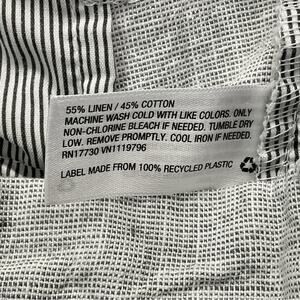 55% LINEN / 45% COTTON
MACHINE WASH COLD WITH LIKE COLORS. ONLY
NON-CHLORINE BLEACH IF NEEDED. TUMBLE DRY
LOW. REMOVE PROMPTLY. COOL IRON IF NEEDED.
RN17730 VN1119796
LABEL MADE FROM 100% RECYCLED PLASTIC